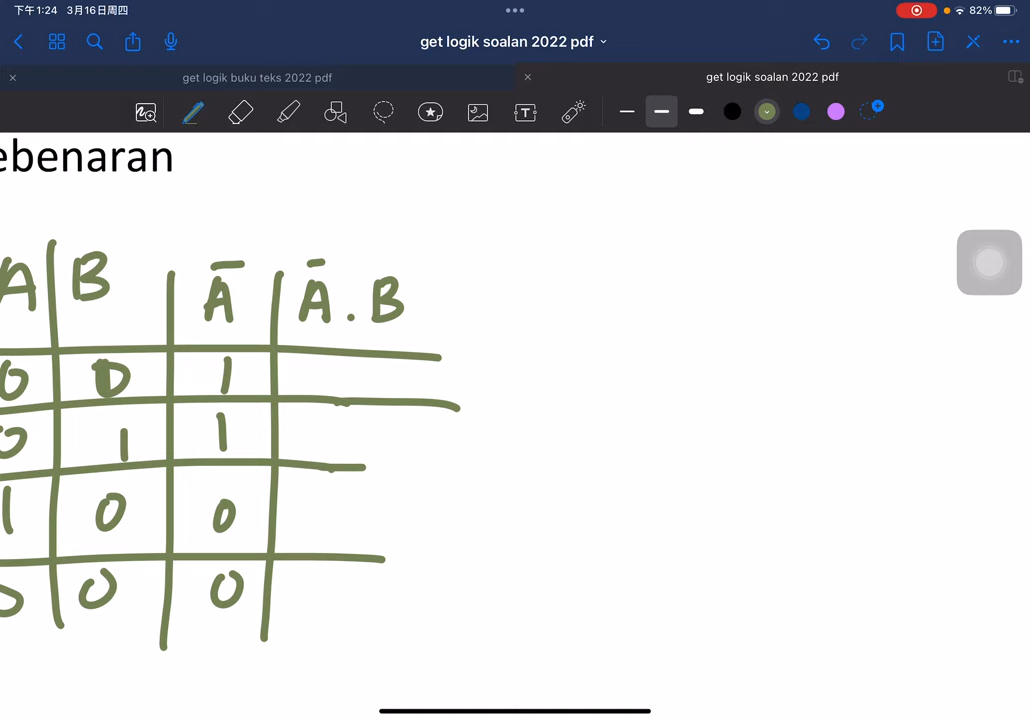 下午1:24 3月16日周四 82%
get logik soalan 2022 pdf
get logik buku teks 2022 pdf get logik soalan 2022 pdf
ebenaran
A B Ā Ā . B
0 0 1
0 1 1
1 0 0
0 0 0